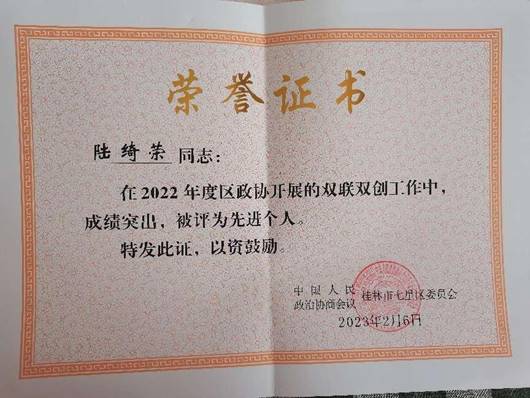 荣誉证书
陆绮荣 同志：
在2022年度区政协开展的双联双创工作中，
成绩突出，被评为先进个人。
特发此证，以资鼓励。
中国人民
政治协商会议 桂林市七星区委员会
2023年2月6日